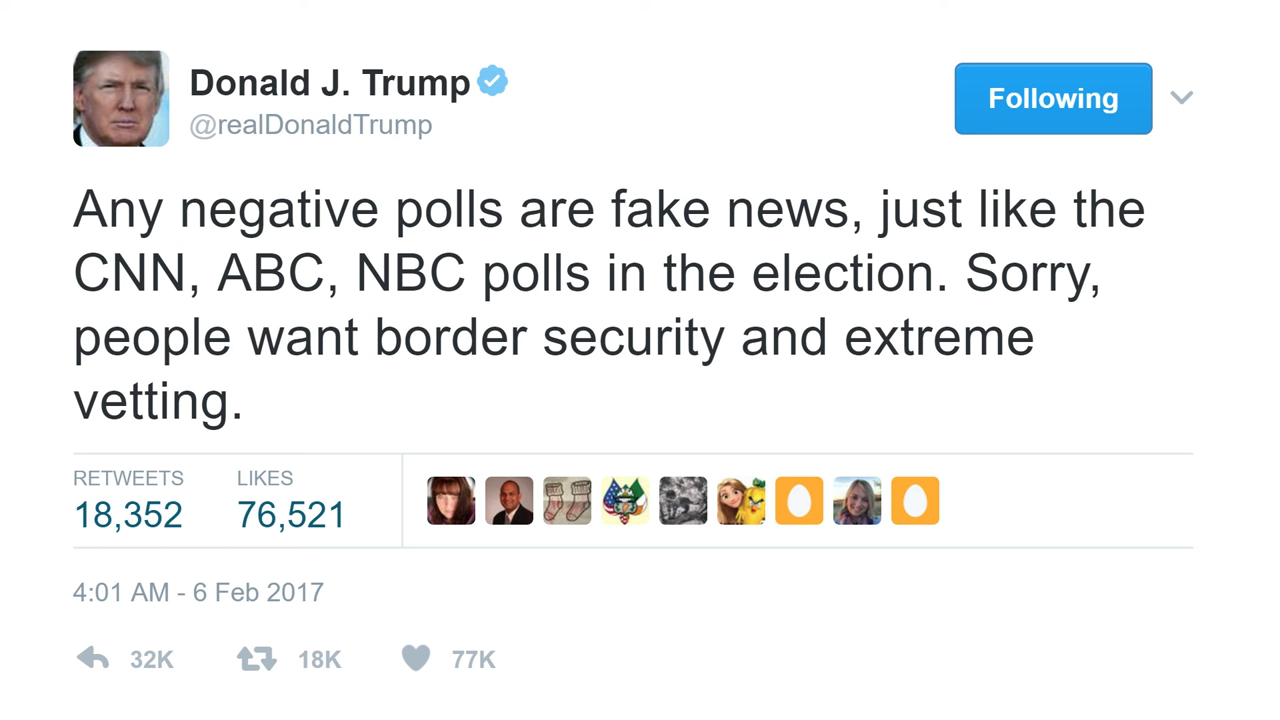 Donald J. Trump
@realDonaldTrump
Following
Any negative polls are fake news, just like the
CNN, ABC, NBC polls in the election. Sorry,
people want border security and extreme
vetting.
RETWEETS LIKES
18,352 76,521
4:01 AM - 6 Feb 2017
32K 18K 77K